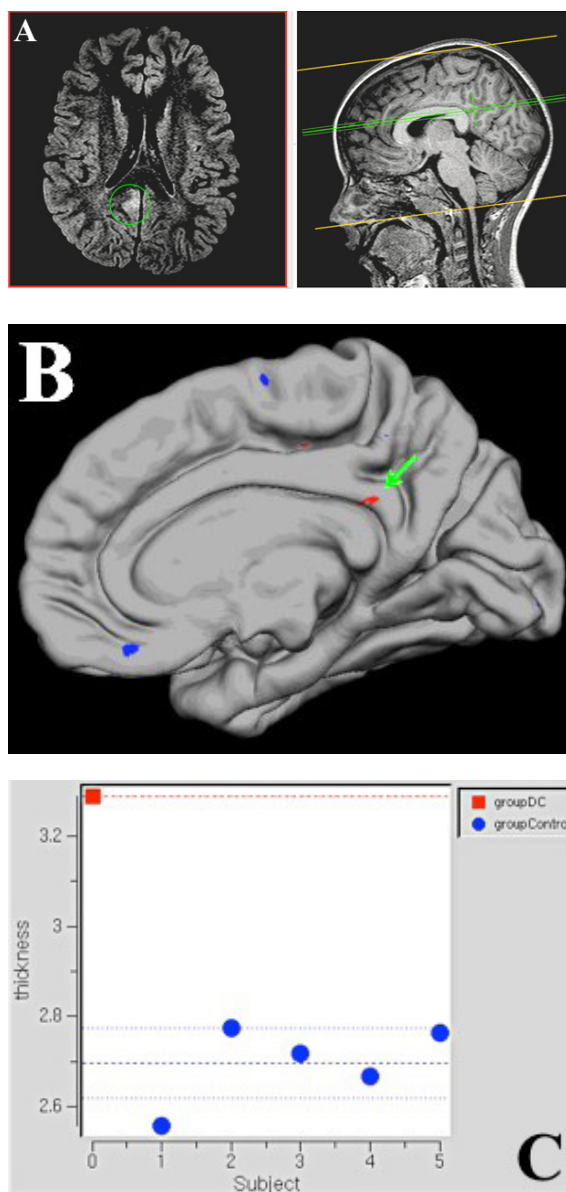 A
B
groupDC
groupContro
3.2
3
2.8
2.6
thickness
0 1 2 3 4 5
Subject
C